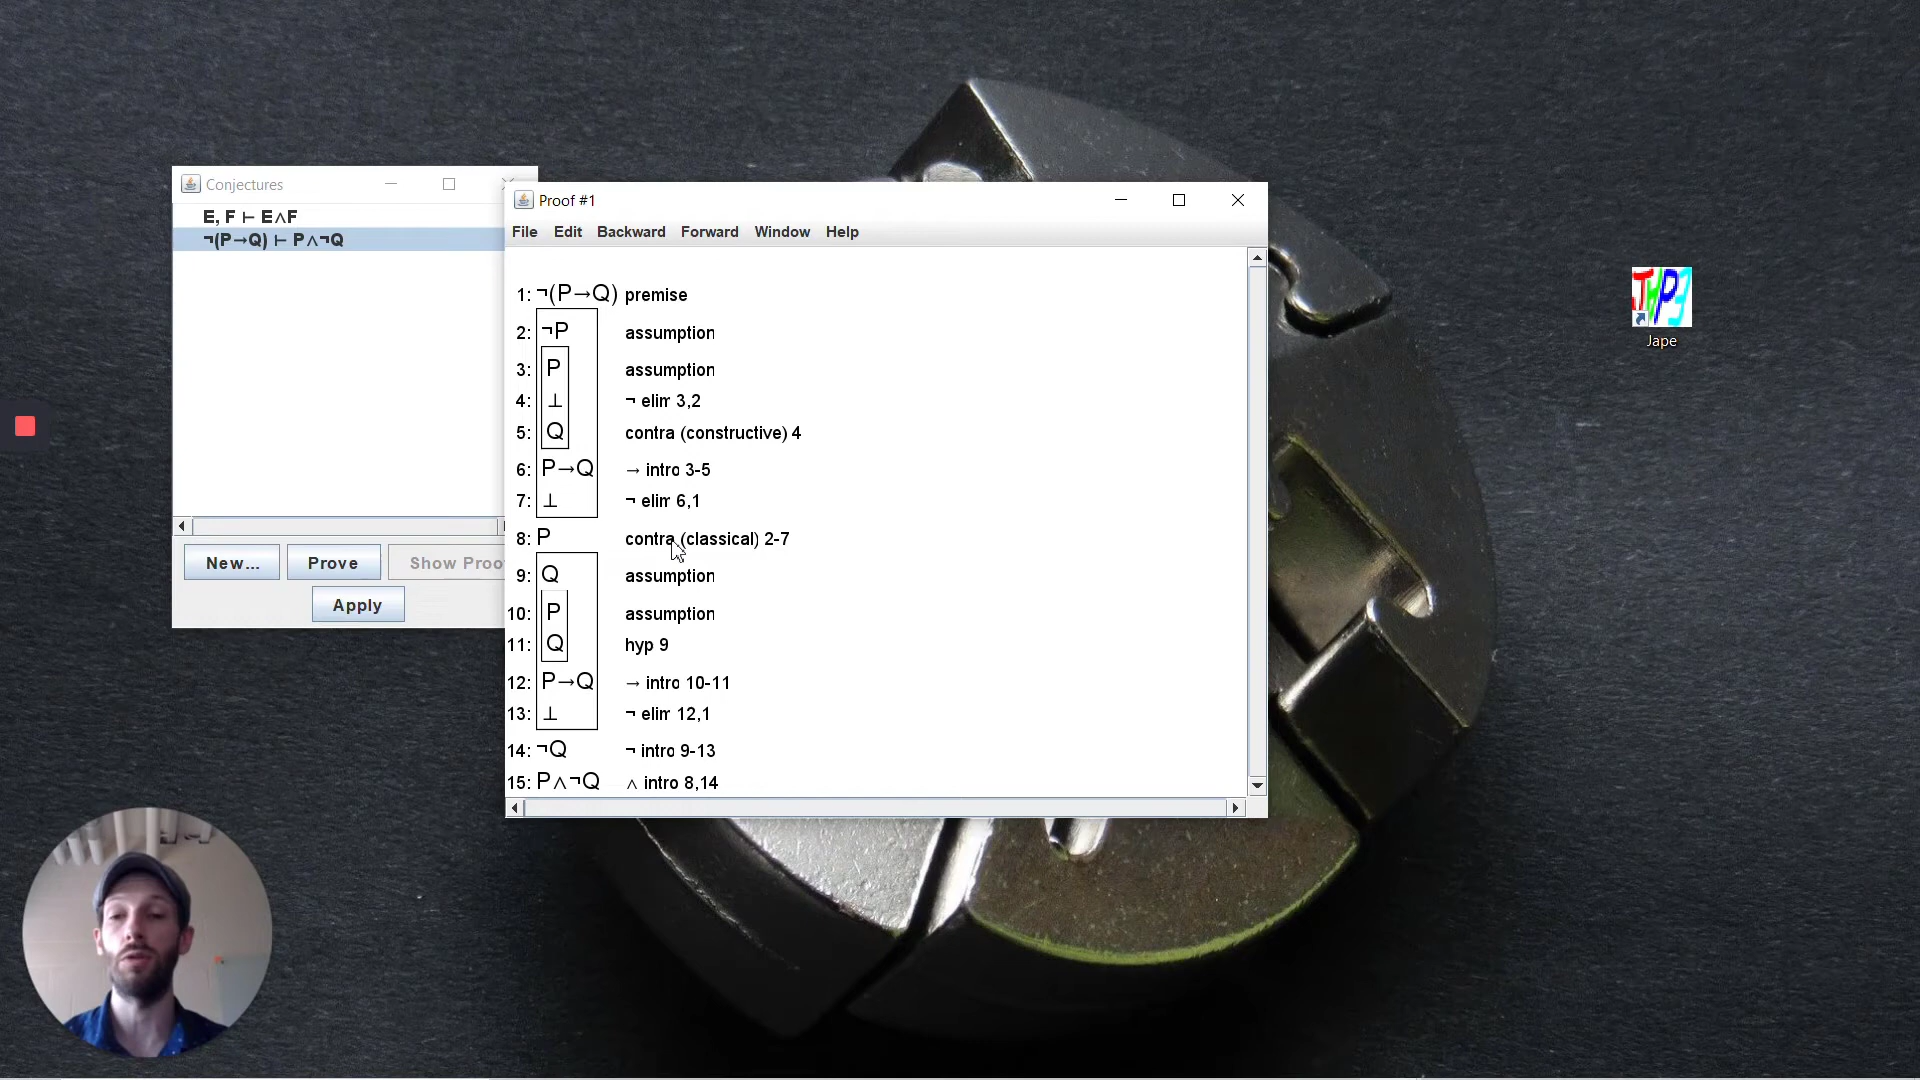 Conjectures
E, F ⊢ E∧F
¬(P→Q) ⊢ P∧¬Q
New...
Prove
Show Proo
Apply
Proof #1
File Edit Backward Forward Window Help
1: ¬(P→Q) premise
2: ¬P assumption
3: P assumption
4: ⊥ ¬ elim 3,2
5: Q contra (constructive) 4
6: P→Q → intro 3-5
7: ⊥ ¬ elim 6,1
8: P contra (classical) 2-7
9: Q assumption
10: P assumption
11: Q hyp 9
12: P→Q → intro 10-11
13: ⊥ ¬ elim 12,1
14: ¬Q ¬ intro 9-13
15: P∧¬Q ∧ intro 8,14
JAPE
Jape